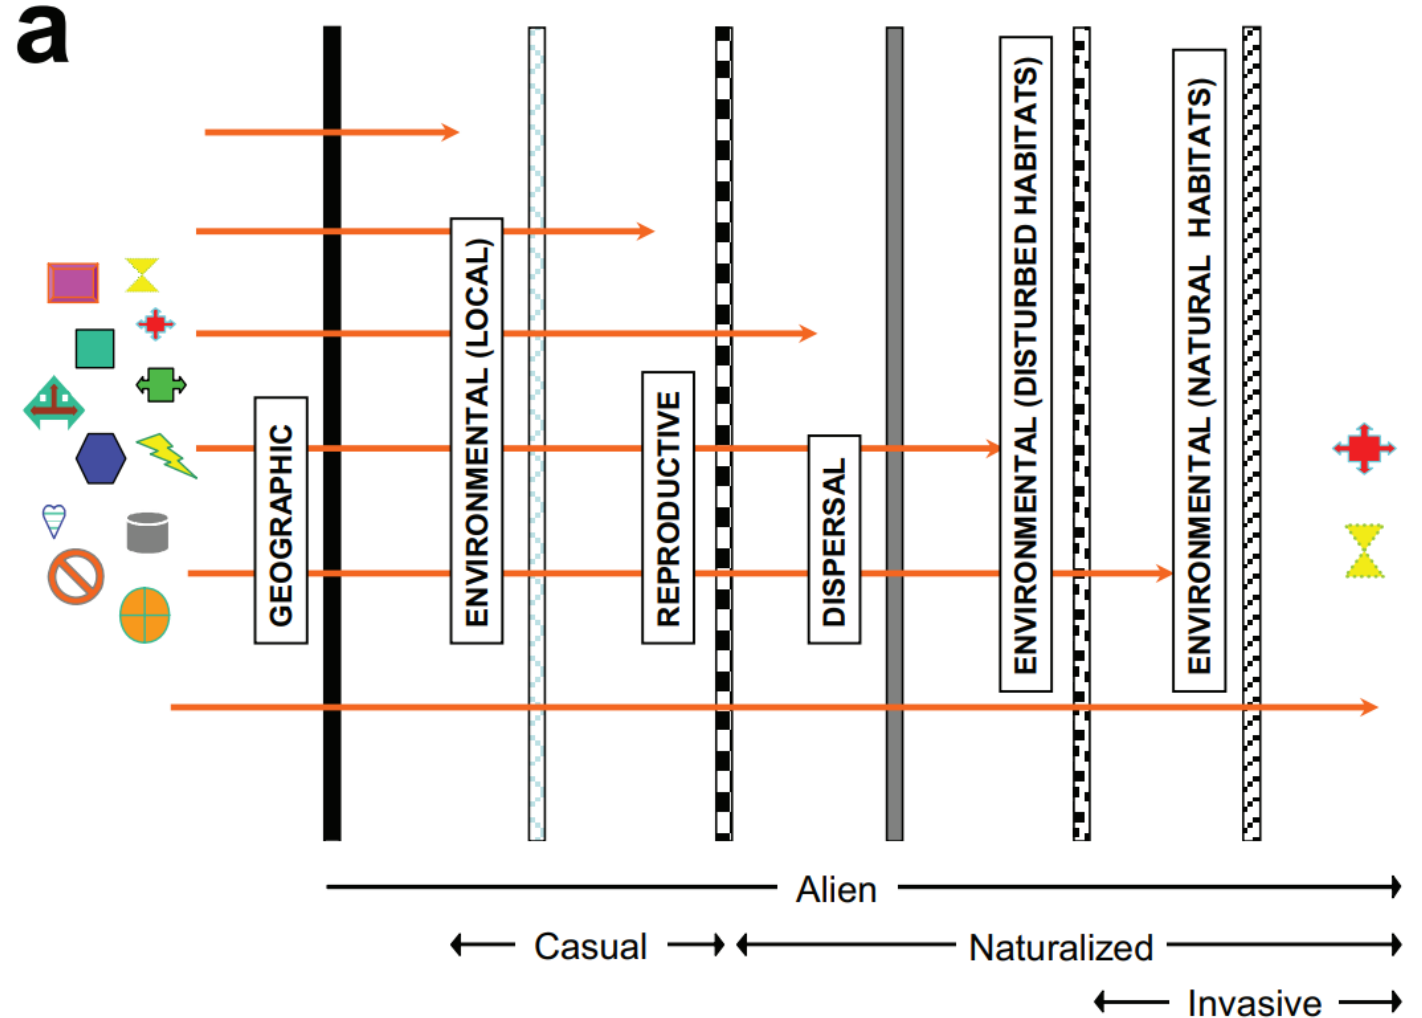 a
GEOGRAPHIC
ENVIRONMENTAL (LOCAL)
REPRODUCTIVE
DISPERSAL
ENVIRONMENTAL (DISTURBED HABITATS)
ENVIRONMENTAL (NATURAL HABITATS)
Alien
Casual
Naturalized
Invasive